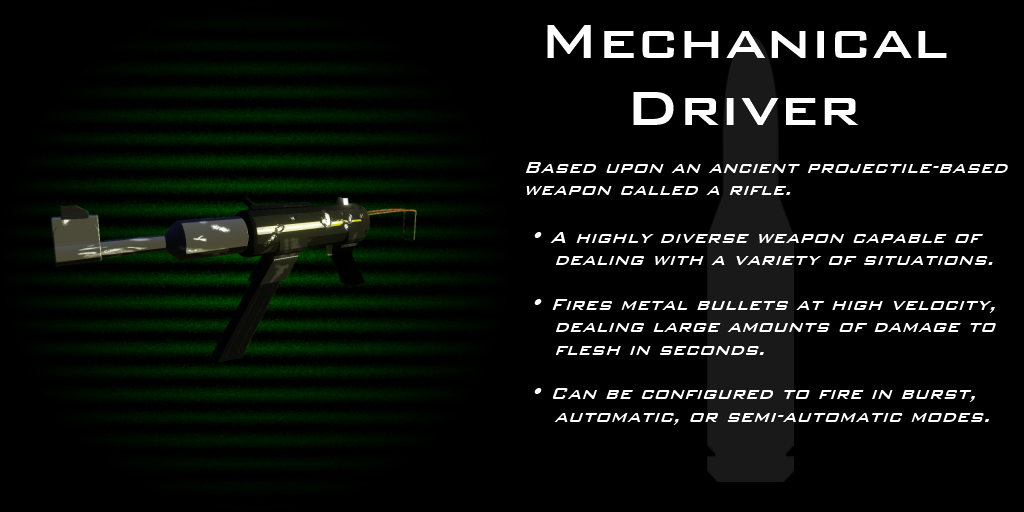 Mechanical
Driver
Based upon an ancient projectile-based
weapon called a rifle.
• A highly diverse weapon capable of
dealing with a variety of situations.
• Fires metal bullets at high velocity,
dealing large amounts of damage to
flesh in seconds.
• Can be configured to fire in burst,
automatic, or semi-automatic modes.